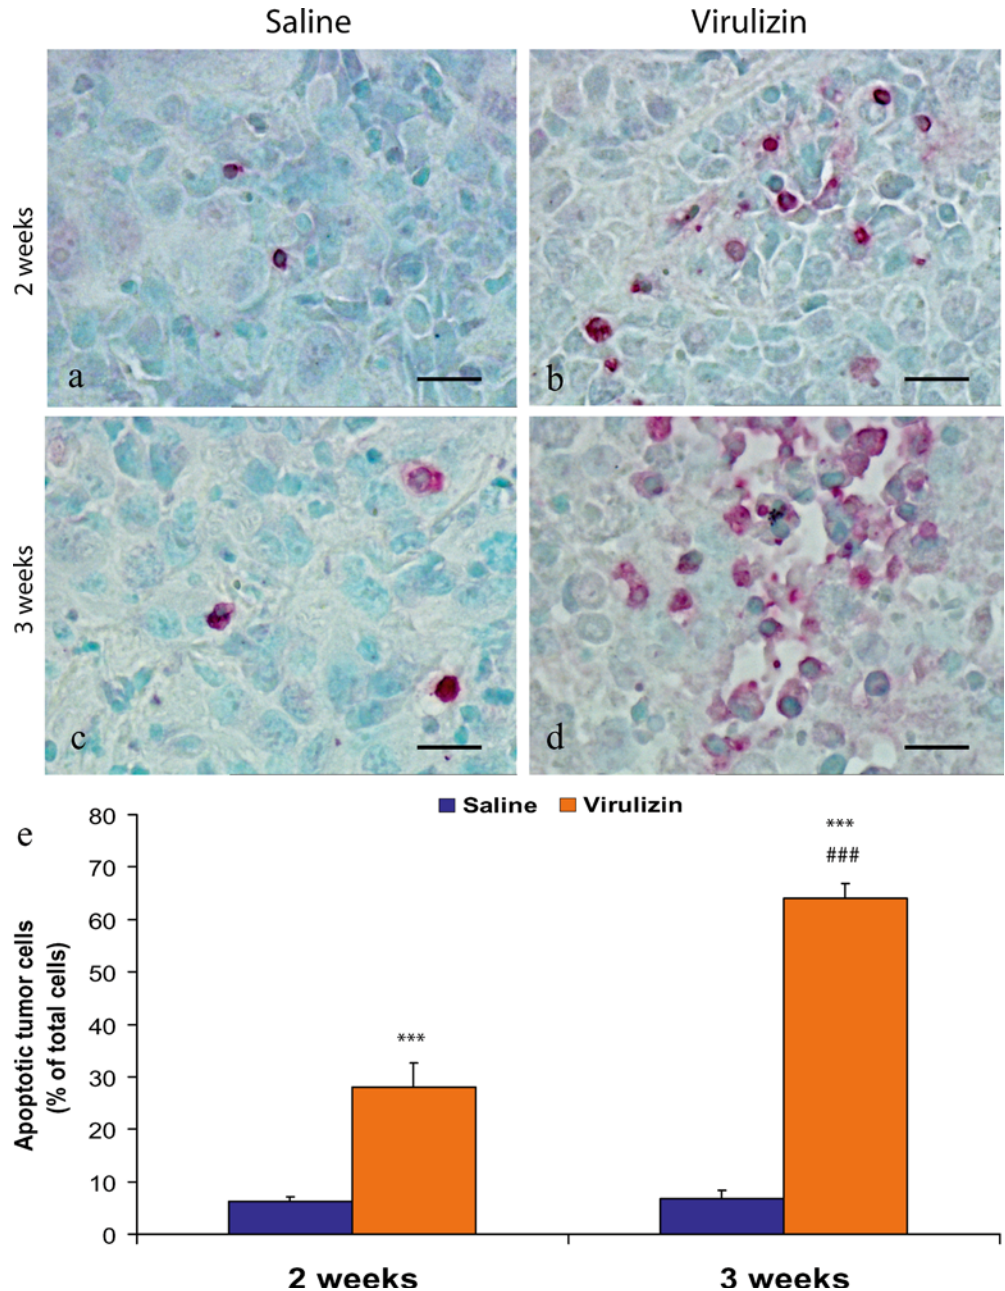 Saline Virulizin
2 weeks
a b
3 weeks
c d
e
Saline Virulizin
Apoptotic tumor cells
(% of total cells)
80
70
60
50
40
30
20
10
0
***
***
###
2 weeks 3 weeks